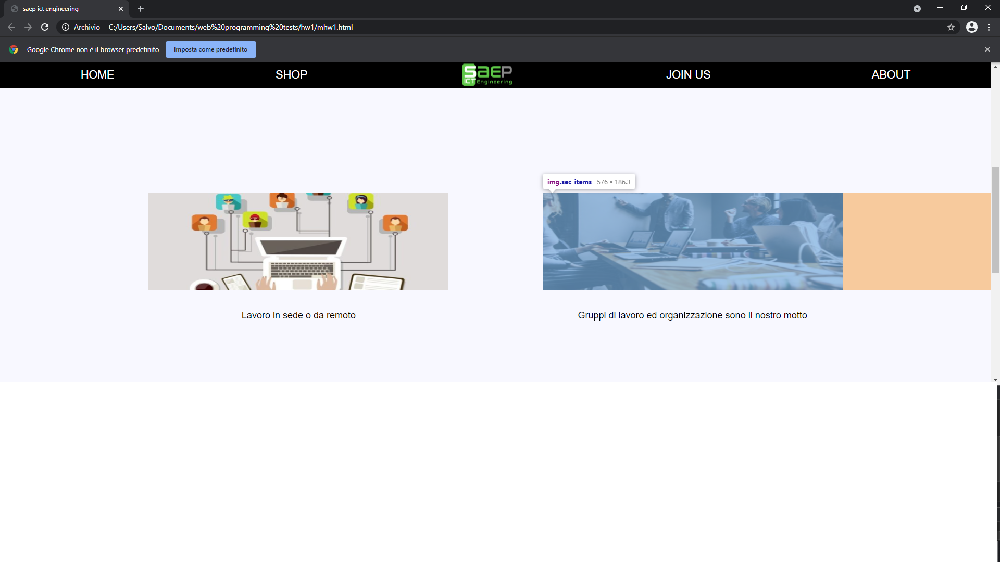 saep ict engineering
Archivio C:/Users/Salvo/Documents/web%20programming%20tests/hw1/mhw1.html
Google Chrome non è il browser predefinito Imposta come predefinito
HOME SHOP saep ICT Engineering JOIN US ABOUT
img.sec_items 576 × 186.3
Lavoro in sede o da remoto Gruppi di lavoro ed organizzazione sono il nostro motto